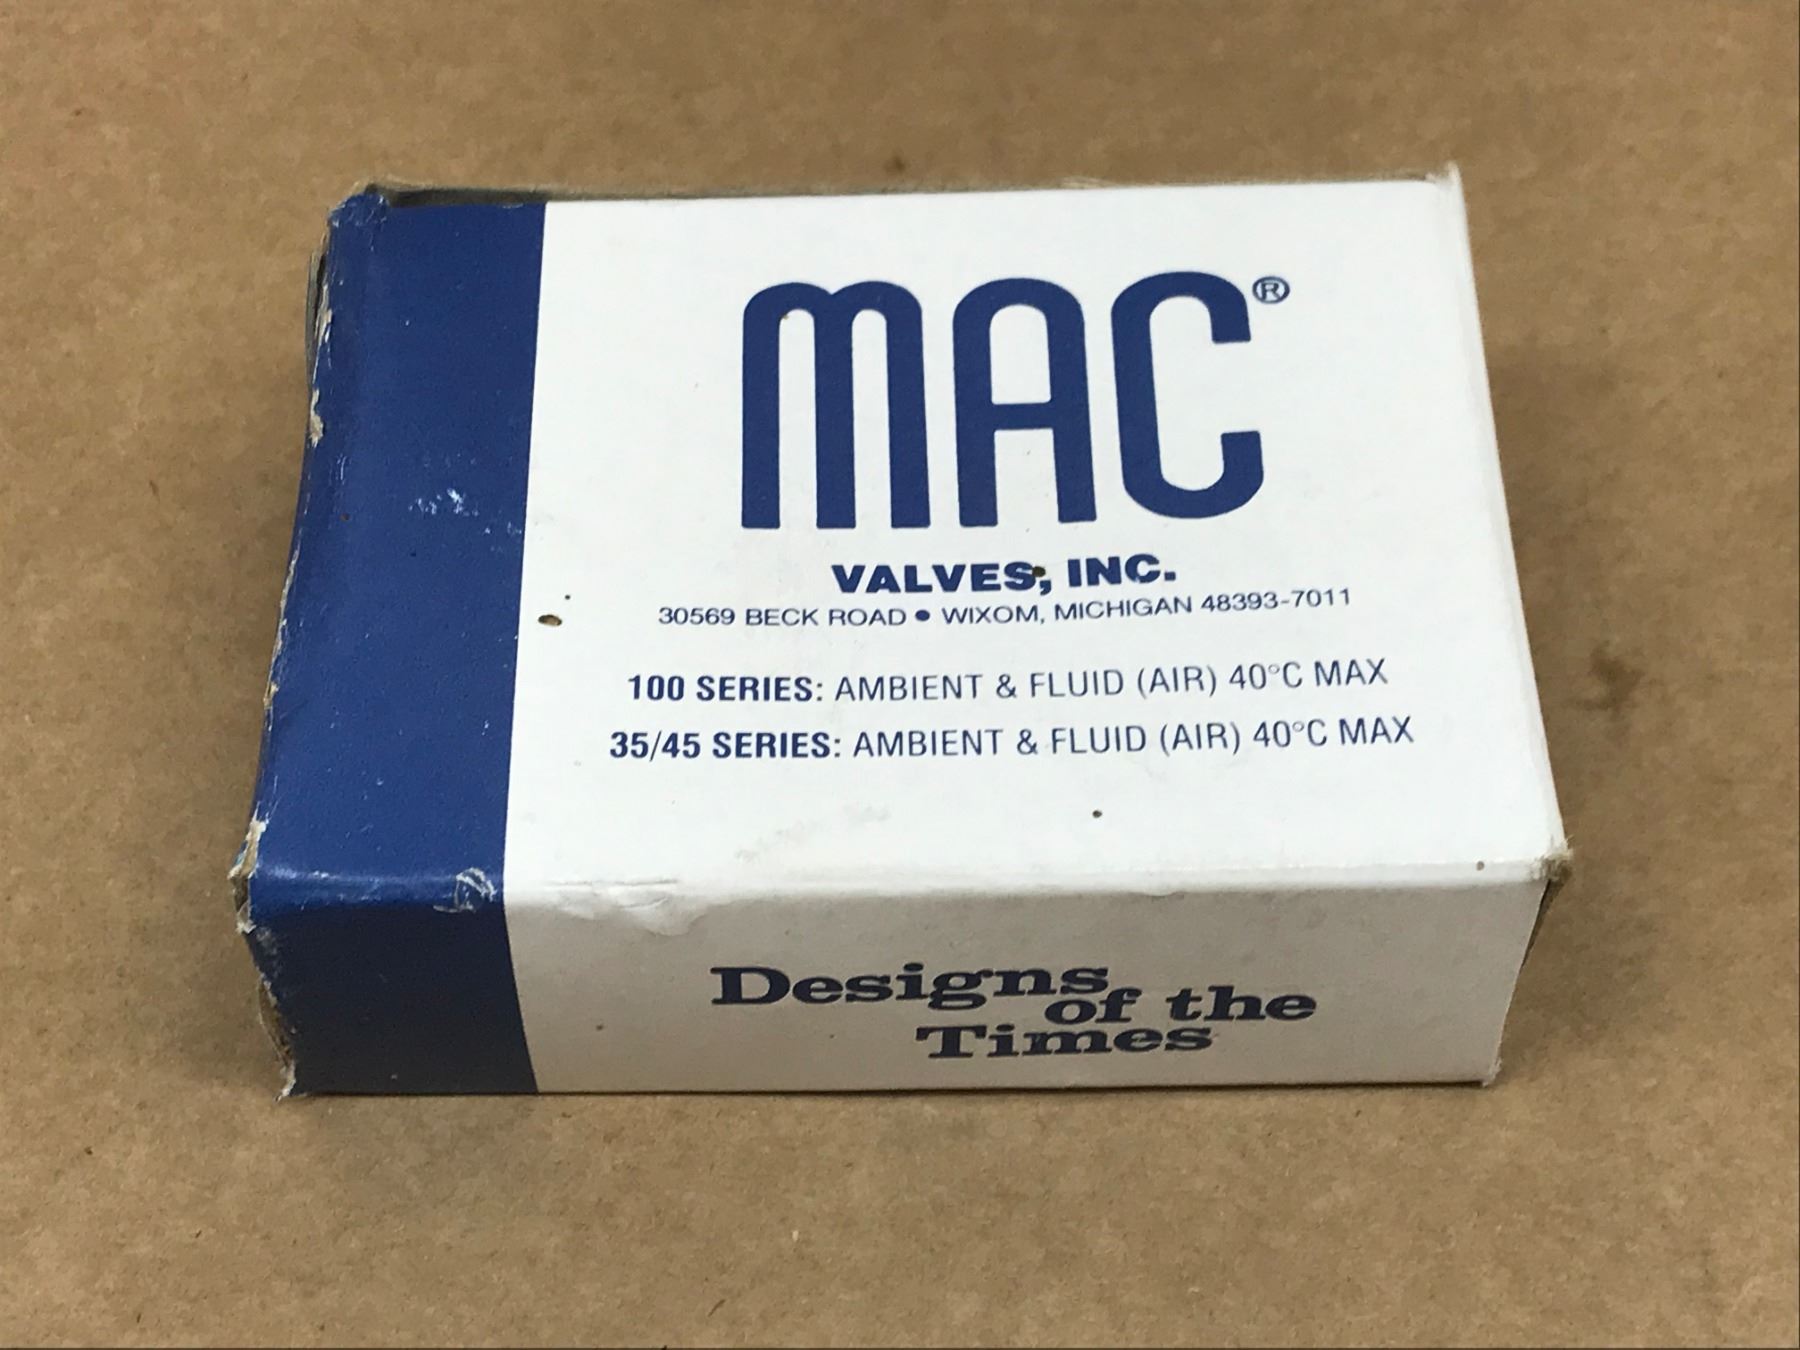 MAC®
VALVES, INC.
30569 BECK ROAD ● WIXOM, MICHIGAN 48393-7011
100 SERIES: AMBIENT & FLUID (AIR) 40°C MAX
35/45 SERIES: AMBIENT & FLUID (AIR) 40°C MAX
Designs
of the
Times